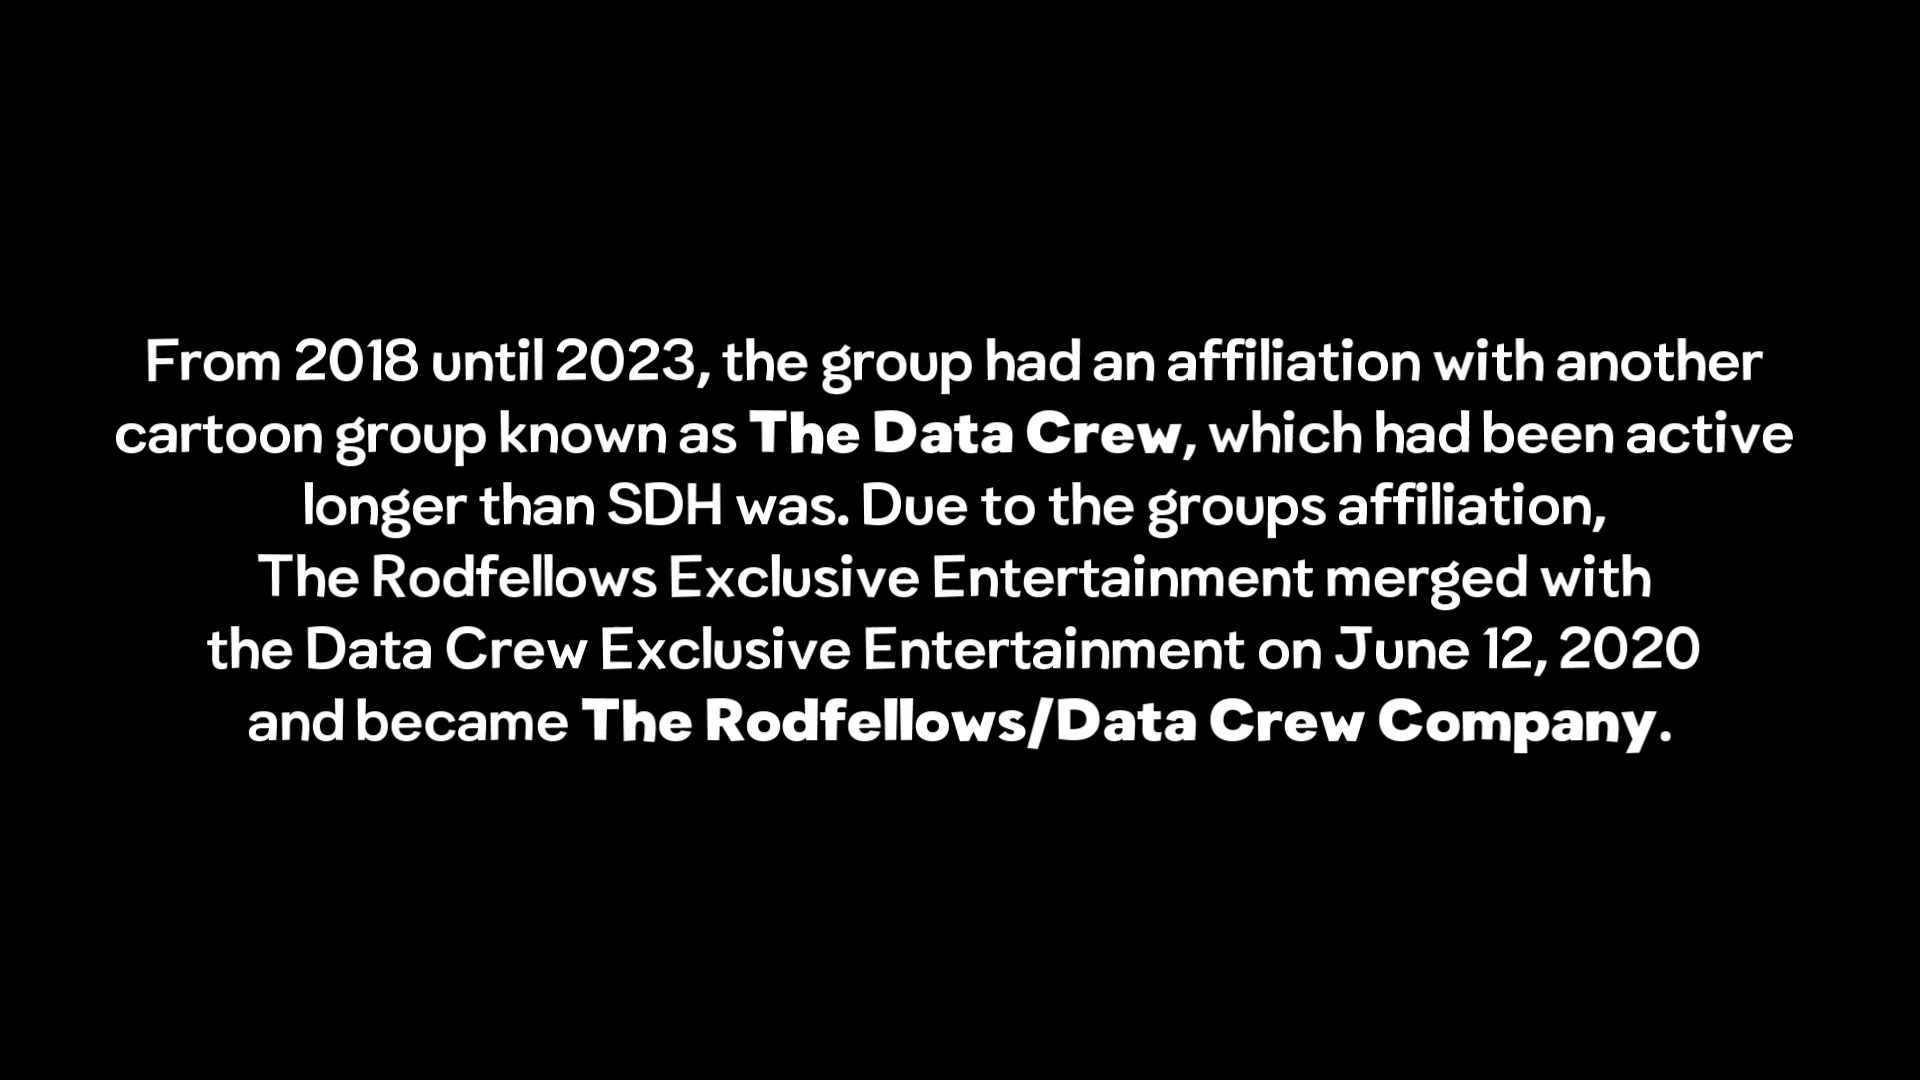 From 2018 until 2023, the group had an affiliation with another
cartoon group known as The Data Crew, which had been active
longer than SDH was. Due to the groups affiliation,
The Rodfellows Exclusive Entertainment merged with
the Data Crew Exclusive Entertainment on June 12, 2020
and became The Rodfellows/Data Crew Company.